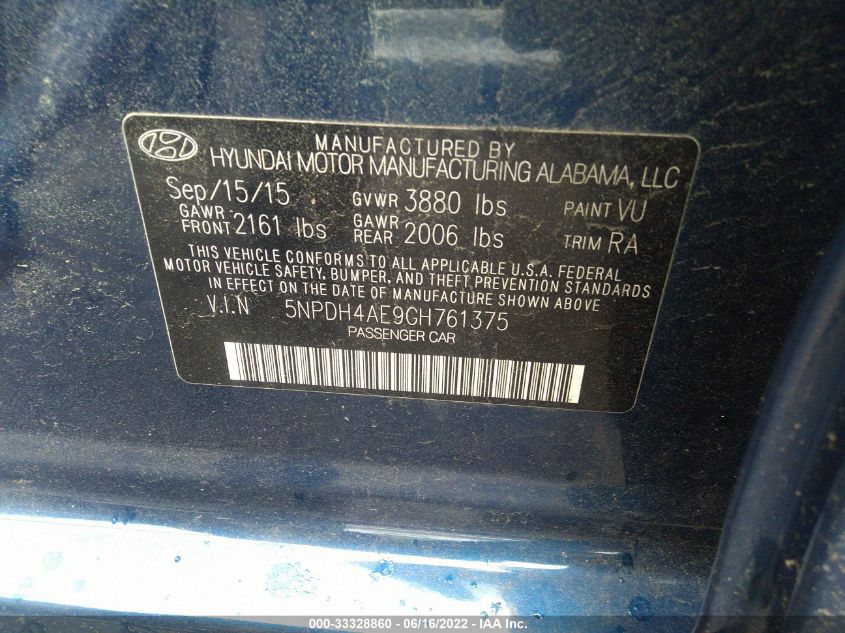 MANUFACTURED BY
HYUNDAI MOTOR MANUFACTURING ALABAMA, LLC
Sep/15/15 GVWR 3880 lbs PAINT VU
GAWR FRONT 2161 lbs GAWR REAR 2006 lbs TRIM RA
THIS VEHICLE CONFORMS TO ALL APPLICABLE U.S.A. FEDERAL
MOTOR VEHICLE SAFETY, BUMPER, AND THEFT PREVENTION STANDARDS
IN EFFECT ON THE DATE OF MANUFACTURE SHOWN ABOVE
V.I.N 5NPDH4AE9GH761375
PASSENGER CAR
000-33328860 - 06/16/2022 - IAA Inc.